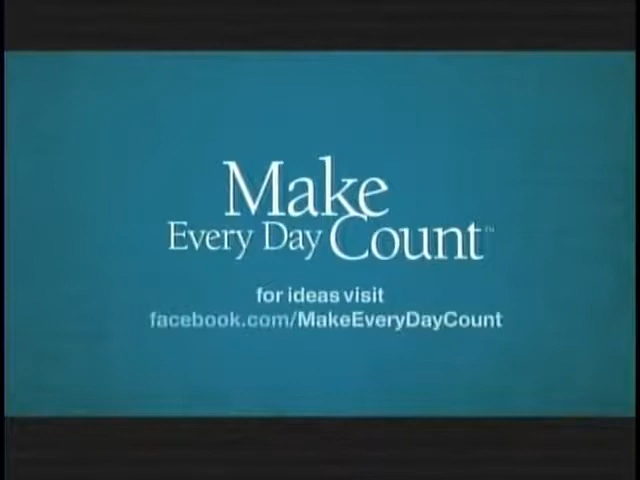 Make
Every Day Count™
for ideas visit
facebook.com/MakeEveryDayCount